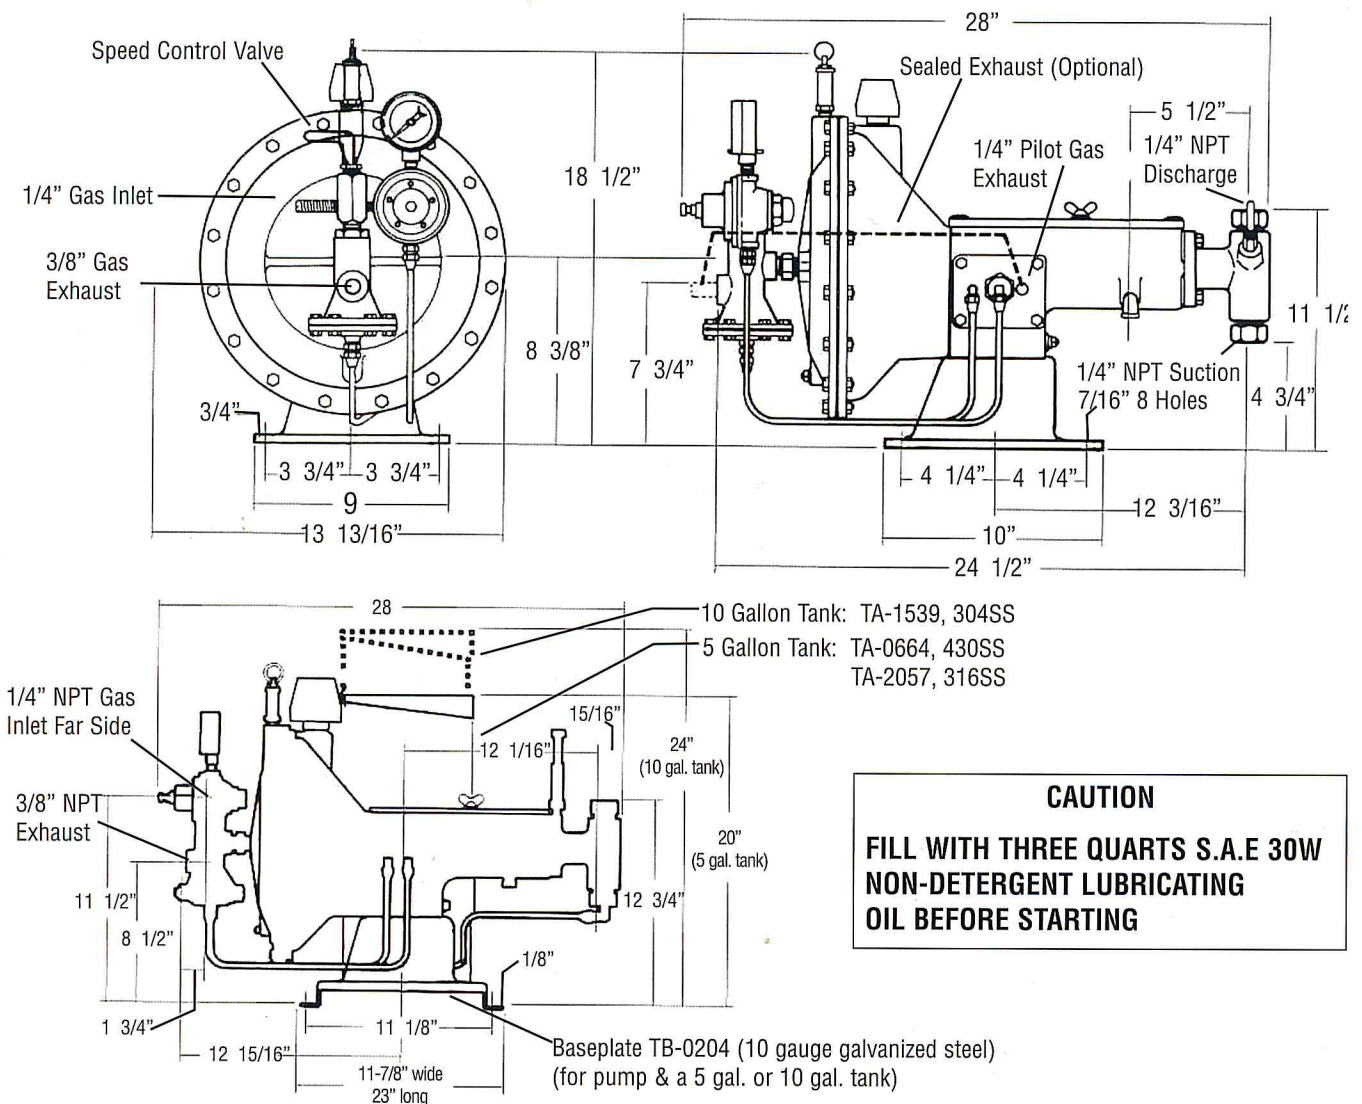 28”
Speed Control Valve
Sealed Exhaust (Optional)
5 1/2”
1/4” NPT
Discharge
1/4” Pilot Gas
Exhaust
18 1/2”
1/4” Gas Inlet
3/8” Gas
Exhaust
11 1/2
8 3/8”
7 3/4”
1/4” NPT Suction
7/16” 8 Holes
4 3/4”
3/4”
3 3/4”
3 3/4”
4 1/4”
4 1/4”
9
12 3/16”
13 13/16”
10”
24 1/2”
28
10 Gallon Tank: TA-1539, 304SS
5 Gallon Tank: TA-0664, 430SS
TA-2057, 316SS
1/4” NPT Gas
Inlet Far Side
15/16”
12 1/16”
24”
(10 gal. tank)
3/8” NPT
Exhaust
20”
(5 gal. tank)
CAUTION
FILL WITH THREE QUARTS S.A.E 30W
NON-DETERGENT LUBRICATING
OIL BEFORE STARTING
11 1/2”
8 1/2”
12 3/4”
1/8”
1 3/4”
11 1/8”
12 15/16”
Baseplate TB-0204 (10 gauge galvanized steel)
(for pump & a 5 gal. or 10 gal. tank)
11-7/8” wide
23” long